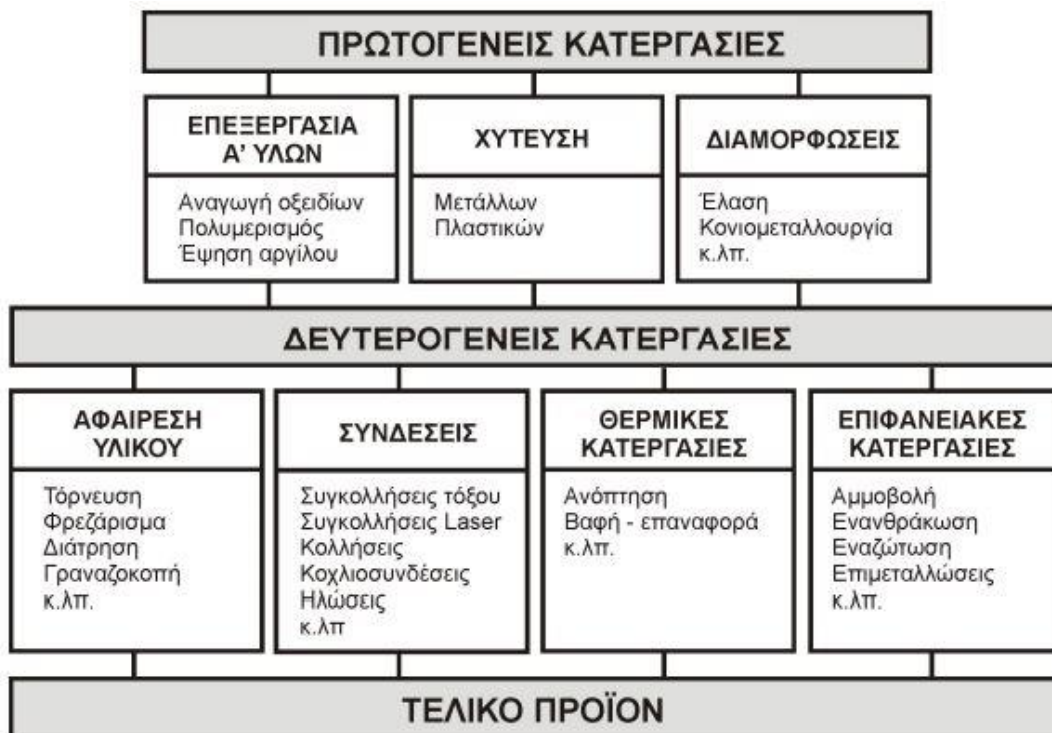 ΠΡΩΤΟΓΕΝΕΙΣ ΚΑΤΕΡΓΑΣΙΕΣ
ΕΠΕΞΕΡΓΑΣΙΑ
Α' ΥΛΩΝ
Αναγωγή οξειδίων
Πολυμερισμός
Έψηση αργίλου
ΧΥΤΕΥΣΗ
Μετάλλων
Πλαστικών
ΔΙΑΜΟΡΦΩΣΕΙΣ
Έλαση
Κονιομεταλλουργία
κ.λπ.
ΔΕΥΤΕΡΟΓΕΝΕΙΣ ΚΑΤΕΡΓΑΣΙΕΣ
ΑΦΑΙΡΕΣΗ
ΥΛΙΚΟΥ
Τόρνευση
Φρεζάρισμα
Διάτρηση
Γραναζοκοπή
κ.λπ.
ΣΥΝΔΕΣΕΙΣ
Συγκολλήσεις τόξου
Συγκολλήσεις Laser
Κολλήσεις
Κοχλιοσυνδέσεις
Ηλώσεις
κ.λπ
ΘΕΡΜΙΚΕΣ
ΚΑΤΕΡΓΑΣΙΕΣ
Ανόπτηση
Βαφή - επαναφορά
κ.λπ.
ΕΠΙΦΑΝΕΙΑΚΕΣ
ΚΑΤΕΡΓΑΣΙΕΣ
Αμμοβολή
Ενανθράκωση
Εναζώτωση
Επιμεταλλώσεις
κ.λπ.
ΤΕΛΙΚΟ ΠΡΟΪΟΝ